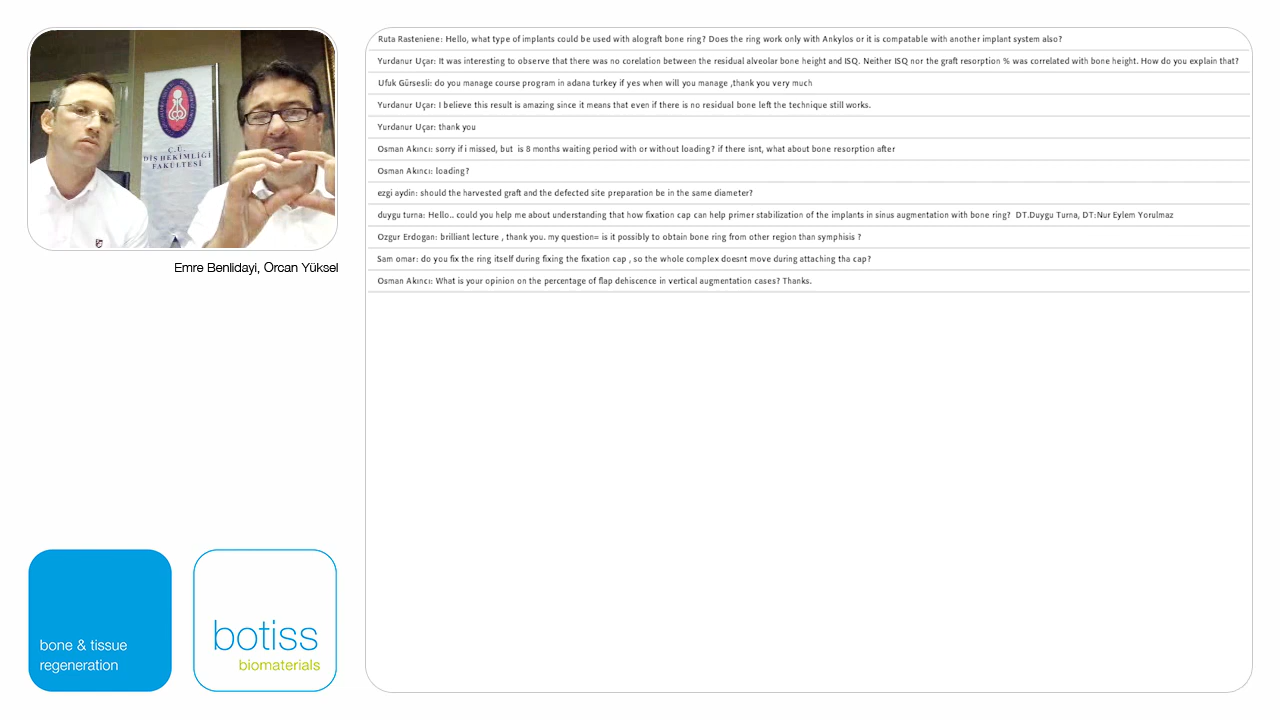 C.Ü.
DİŞ HEKİMLİĞİ
FAKÜLTESİ
Emre Benlidayi, Orcan Yüksel
bone & tissue
regeneration
botiss
biomaterials
Ruta Rasteniene: Hello, what type of implants could be used with alograft bone ring? Does the ring work only with Ankylos or it is compatable with another implant system also?
Yurdanur Uçar: It was interesting to observe that there was no corelation between the residual alveolar bone height and ISQ. Neither ISQ nor the graft resorption % was correlated with bone height. How do you explain that?
Ufuk Gürsesli: do you manage course program in adana turkey if yes when will you manage ,thank you very much
Yurdanur Uçar: I believe this result is amazing since it means that even if there is no residual bone left the technique still works.
Yurdanur Uçar: thank you
Osman Akıncı: sorry if i missed, but  is 8 months waiting period with or without loading? if there isnt, what about bone resorption after
Osman Akıncı: loading?
ezgi aydin: should the harvested graft and the defected site preparation be in the same diameter?
duygu turna: Hello.. could you help me about understanding that how fixation cap can help primer stabilization of the implants in sinus augmentation with bone ring?  DT.Duygu Turna, DT:Nur Eylem Yorulmaz
Ozgur Erdogan: brilliant lecture , thank you. my question= is it possibly to obtain bone ring from other region than symphisis ?
Sam omar: do you fix the ring itself during fixing the fixation cap , so the whole complex doesnt move during attaching tha cap?
Osman Akıncı: What is your opinion on the percentage of flap dehiscence in vertical augmentation cases? Thanks.